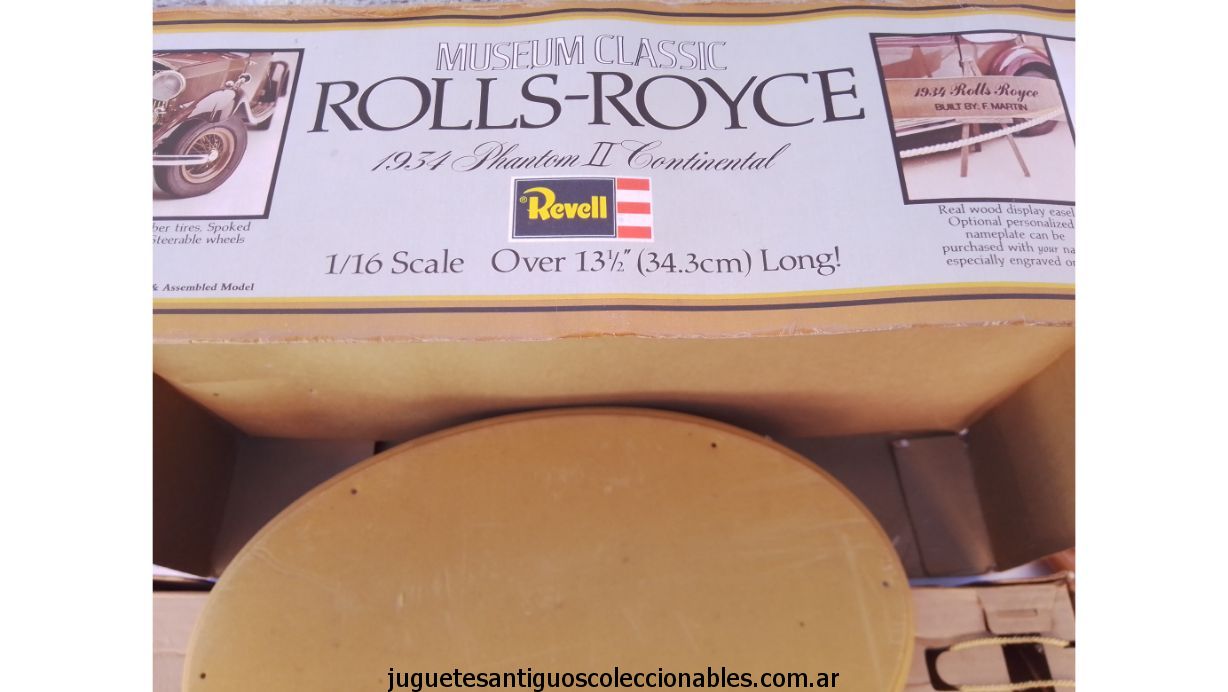 MUSEUM CLASSIC
ROLLS-ROYCE
1934 Phantom II Continental
®Revell
1/16 Scale Over 13½" (34.3cm) Long!
ber tires, Spoked
Steerable wheels
& Assembled Model
1934 Rolls Royce
BUILT BY: F. MARTIN
Real wood display easel
Optional personalized
nameplate can be
purchased with your na
especially engraved o
juguetesantiguoscoleccionables.com.ar